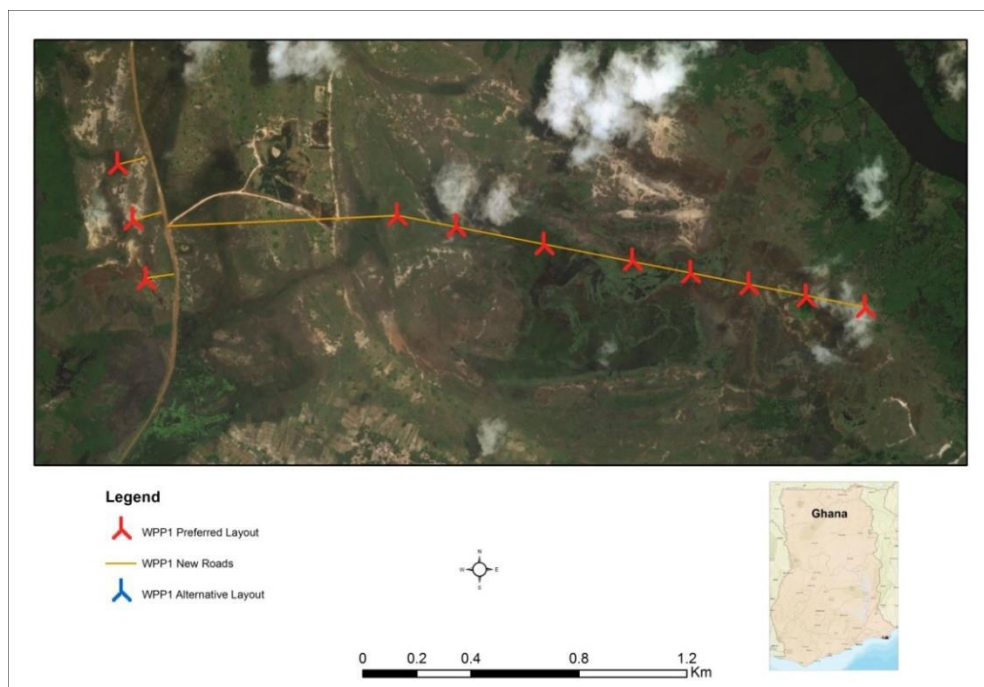 Legend
WPP1 Preferred Layout
WPP1 New Roads
WPP1 Alternative Layout
N
W E
S
Ghana
0 0.2 0.4 0.8 1.2
Km